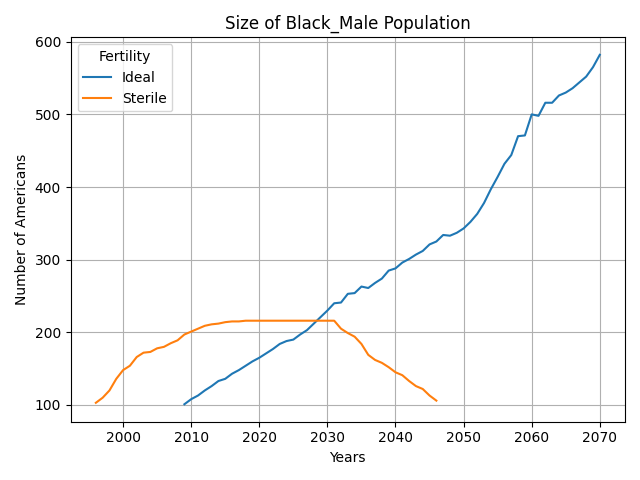 Size of Black_Male Population
Number of Americans
600
500
400
300
200
100
Fertility
Ideal
Sterile
2000 2010 2020 2030 2040 2050 2060 2070
Years